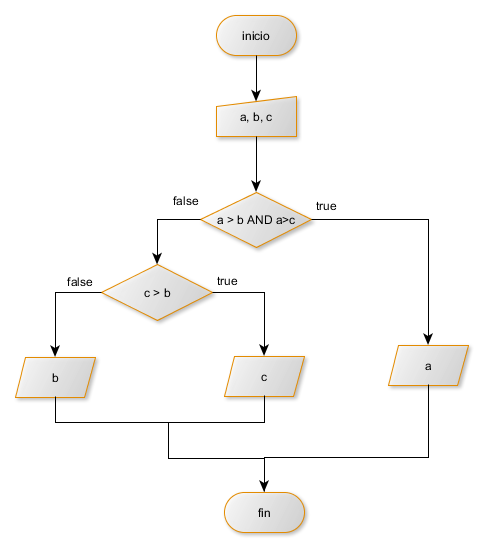 inicio
a, b, c
false
true
a > b AND a>c
false
true
c > b
b
c
a
fin